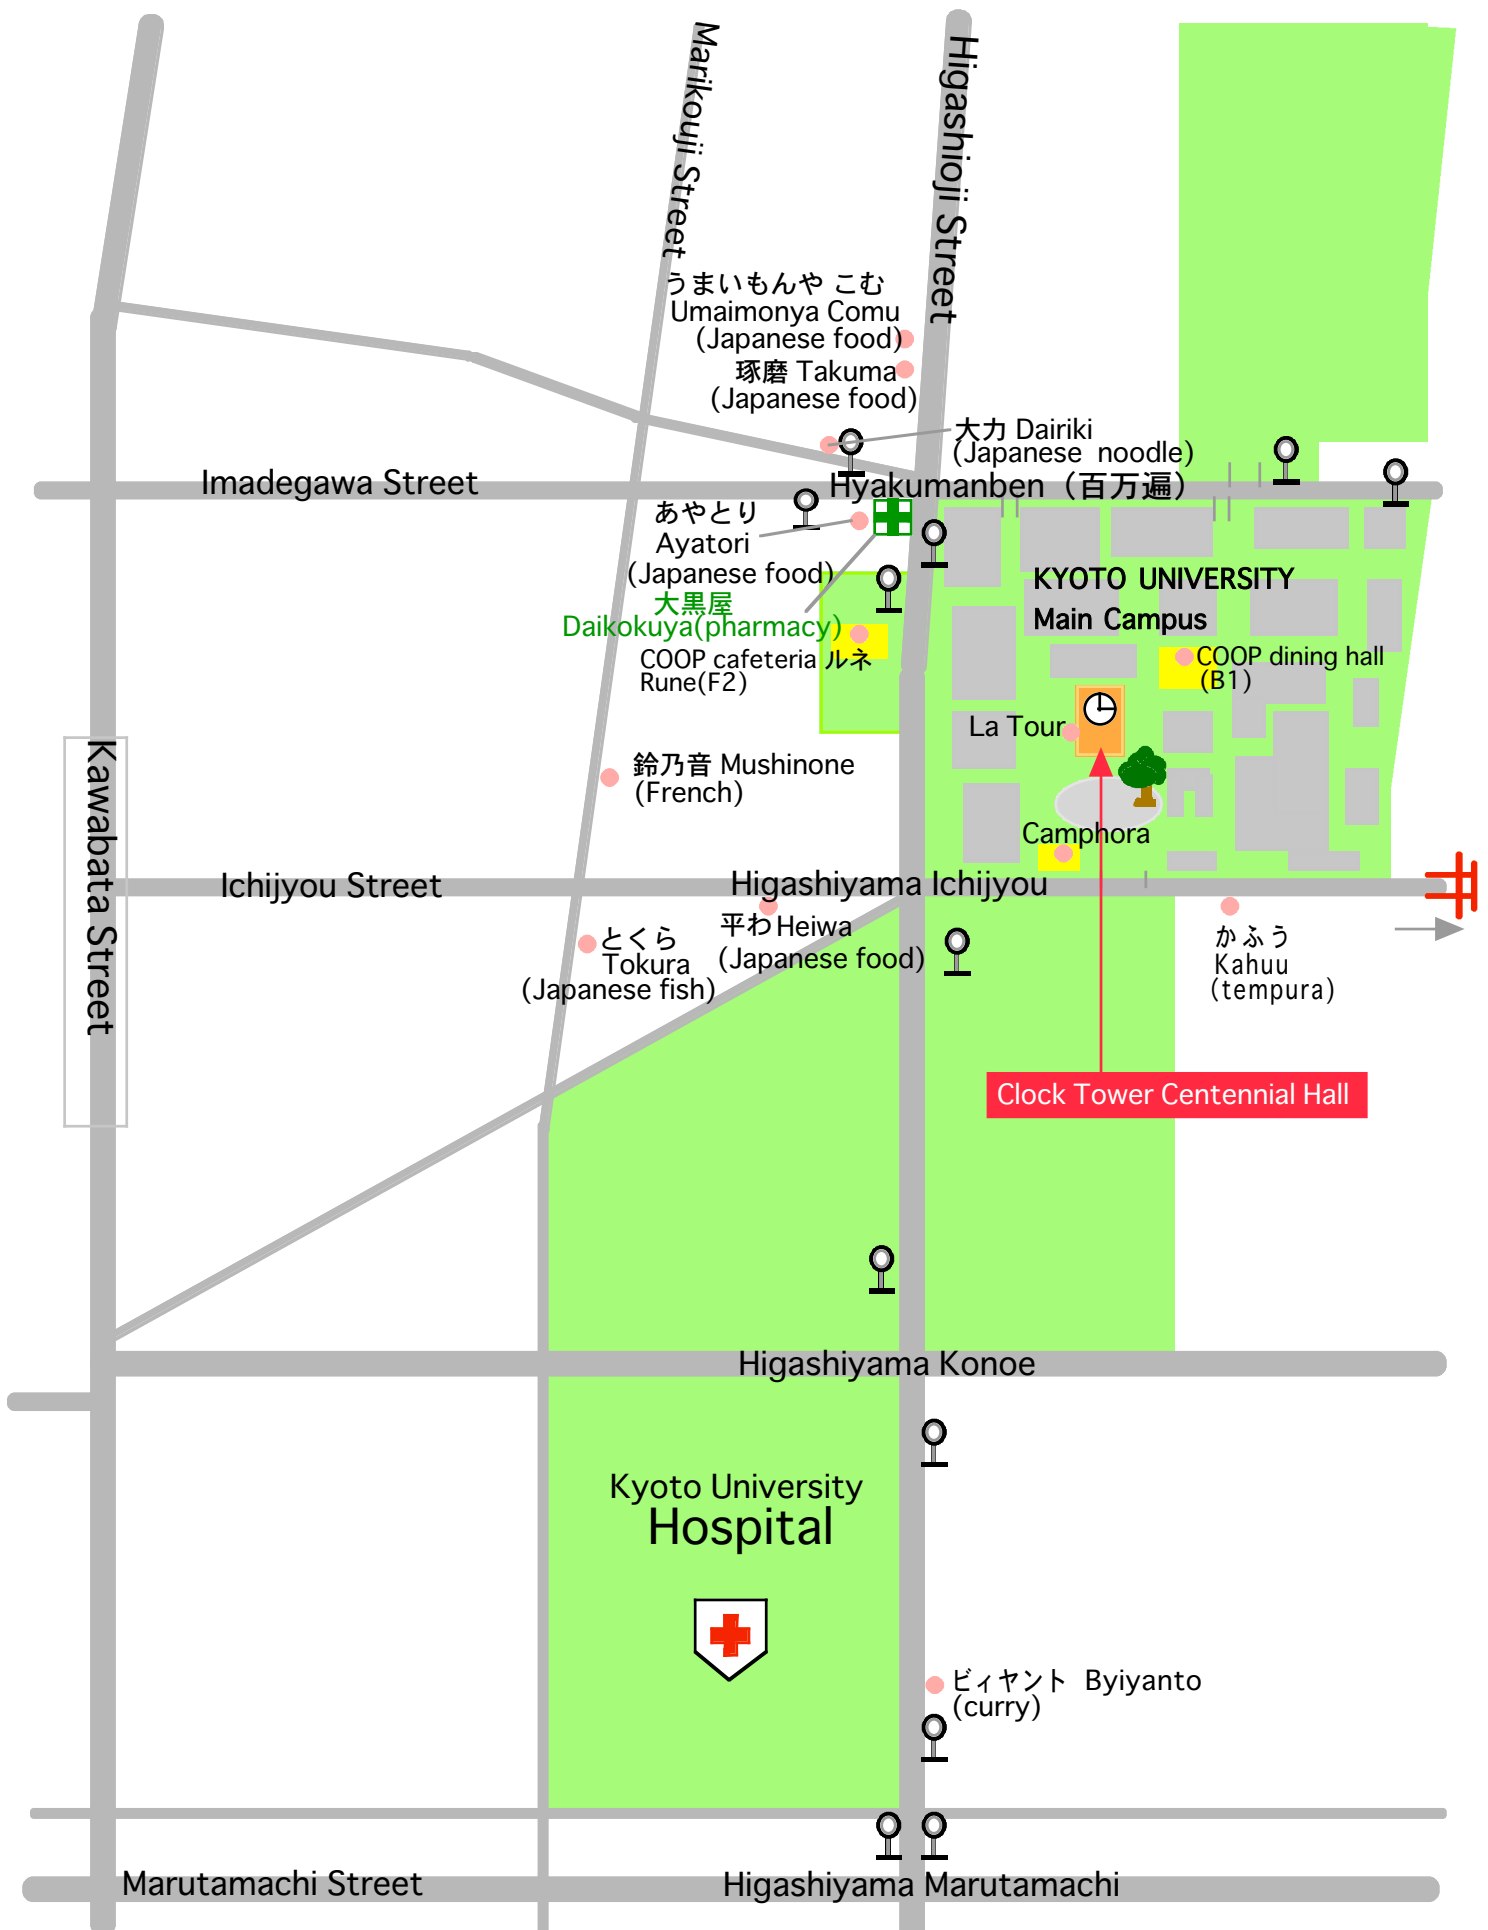 Marikouji Street
Higashioji Street
うまいもんや こむ
Umaimonya Comu
(Japanese food)
琢磨 Takuma
(Japanese food)
大力 Dairiki
(Japanese noodle)
Imadegawa Street
Hyakumanben（百万遍）
あやとり
Ayatori
(Japanese food)
大黒屋
Daikokuya(pharmacy)
COOP cafeteria ルネ
Rune(F2)
KYOTO UNIVERSITY
Main Campus
COOP dining hall
(B1)
La Tour
鈴乃音 Mushinone
(French)
Camphora
Kawabata Street
Ichijyou Street
Higashiyama Ichijyou
平わ Heiwa
(Japanese food)
とくら
Tokura
(Japanese fish)
かふう
Kahuu
(tempura)
Clock Tower Centennial Hall
Higashiyama Konoe
Kyoto University
Hospital
ビィヤント Byiyanto
(curry)
Marutamachi Street
Higashiyama Marutamachi